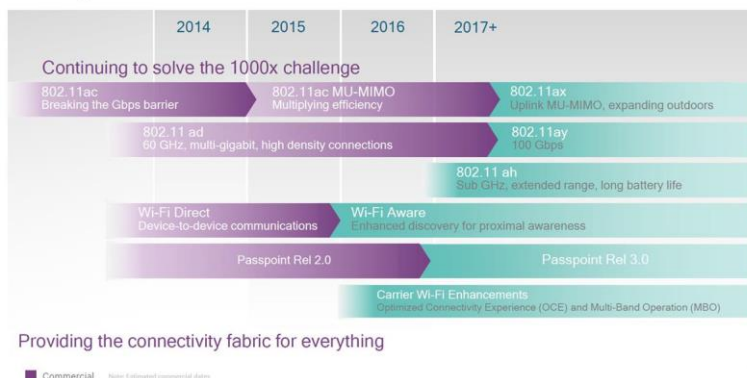 2014 2015 2016 2017+
Continuing to solve the 1000x challenge
802.11ac 802.11ac MU-MIMO 802.11ax
Breaking the Gbps barrier Multiplying efficiency Uplink MU-MIMO, expanding outdoors
802.11 ad 802.11ay
60 GHz, multi-gigabit, high density connections 100 Gbps
802.11 ah
Sub GHz, extended range, long battery life
Wi-Fi Direct Wi-Fi Aware
Device-to-device communications Enhanced discovery for proximal awareness
Passpoint Rel 2.0 Passpoint Rel 3.0
Carrier Wi-Fi Enhancements
Optimized Connectivity Experience (OCE) and Multi-Band Operation (MBO)
Providing the connectivity fabric for everything
Commercial Note: Estimated commercial dates